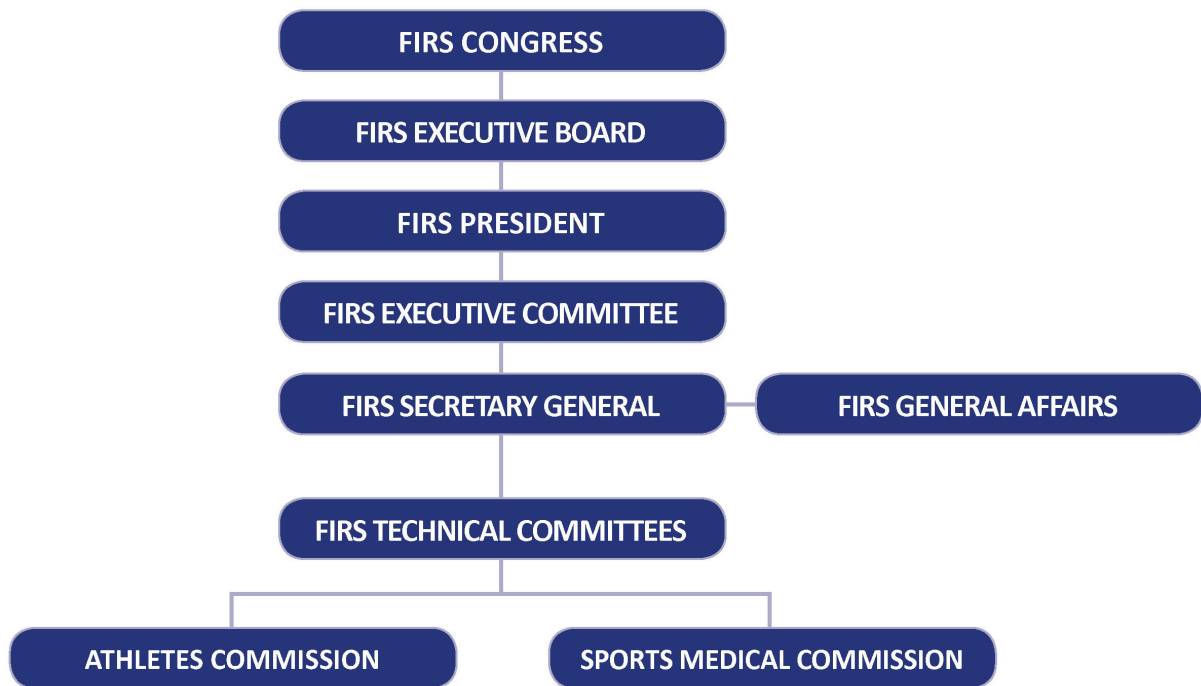 FIRS CONGRESS
FIRS EXECUTIVE BOARD
FIRS PRESIDENT
FIRS EXECUTIVE COMMITTEE
FIRS SECRETARY GENERAL
FIRS GENERAL AFFAIRS
FIRS TECHNICAL COMMITTEES
ATHLETES COMMISSION
SPORTS MEDICAL COMMISSION